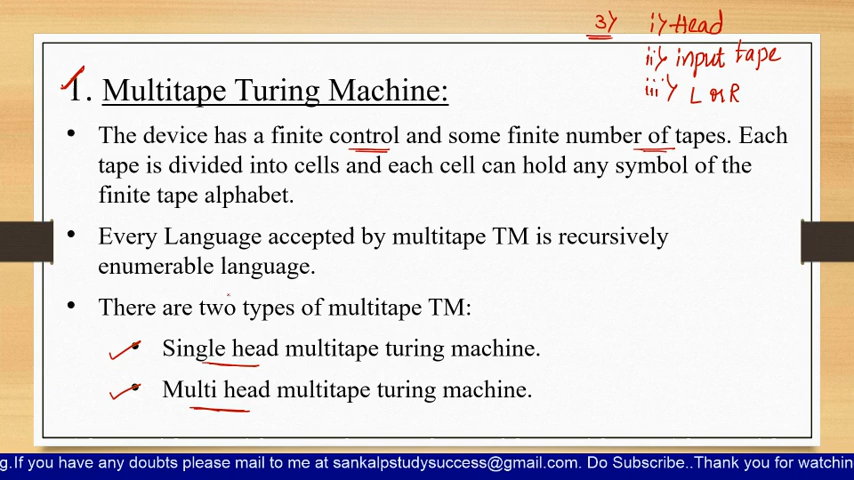 3) i) Head
ii) input tape
iii) L or R
1. Multitape Turing Machine:
• The device has a finite control and some finite number of tapes. Each
tape is divided into cells and each cell can hold any symbol of the
finite tape alphabet.
• Every Language accepted by multitape TM is recursively
enumerable language.
• There are two types of multitape TM:
• Single head multitape turing machine.
• Multi head multitape turing machine.
g.If you have any doubts please mail to me at sankalpstudysuccess@gmail.com. Do Subscribe..Thank you for watchin